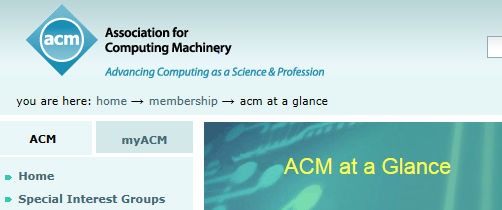 acm
Association for
Computing Machinery
Advancing Computing as a Science & Profession
you are here: home → membership → acm at a glance
ACM
myACM
ACM at a Glance
Home
Special Interest Groups